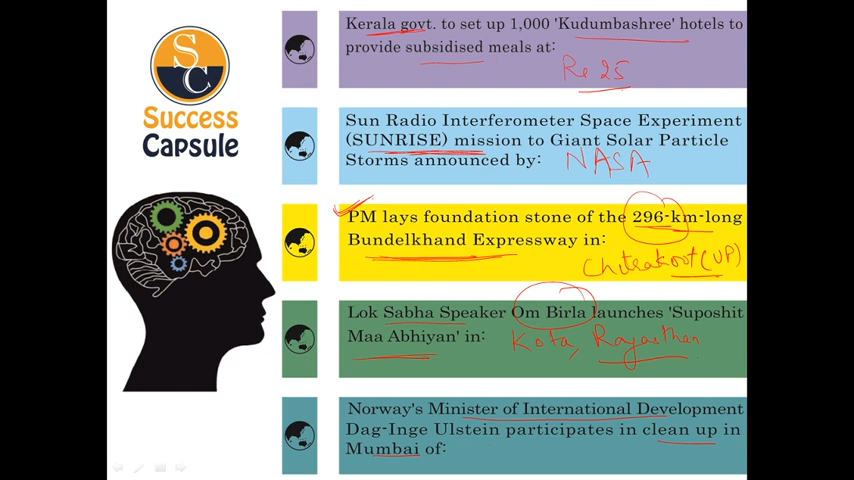 S
C
Success
Capsule
Kerala govt. to set up 1,000 'Kudumbashree' hotels to
provide subsidised meals at:
Re 25
Sun Radio Interferometer Space Experiment
(SUNRISE) mission to Giant Solar Particle
Storms announced by: NASA
PM lays foundation stone of the 296-km-long
Bundelkhand Expressway in:
Chitrakoot (UP)
Lok Sabha Speaker Om Birla launches 'Suposhit
Maa Abhiyan' in: Kota, Rajasthan
Norway's Minister of International Development
Dag-Inge Ulstein participates in clean up in
Mumbai of: